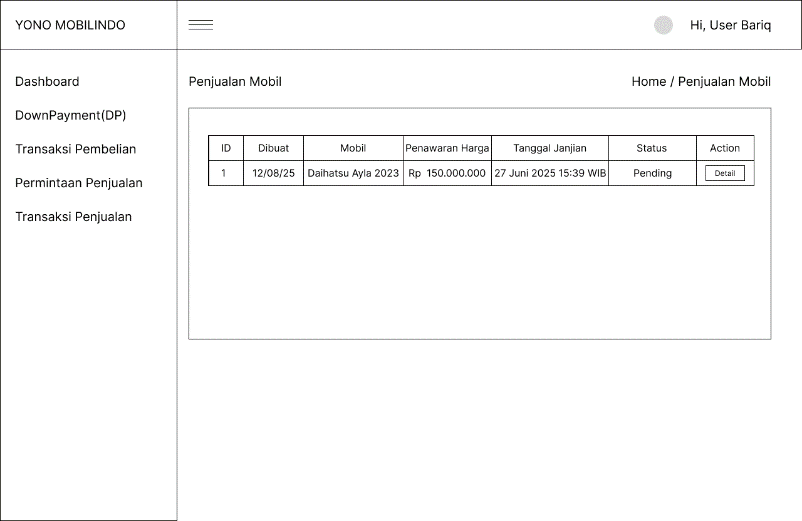 YONO MOBILINDO
Hi, User Bariq
Dashboard
DownPayment(DP)
Transaksi Pembelian
Permintaan Penjualan
Transaksi Penjualan
Penjualan Mobil
Home / Penjualan Mobil
ID Dibuat Mobil Penawaran Harga Tanggal Janjian Status Action
1 12/08/25 Daihatsu Ayla 2023 Rp 150.000.000 27 Juni 2025 15:39 WIB Pending Detail